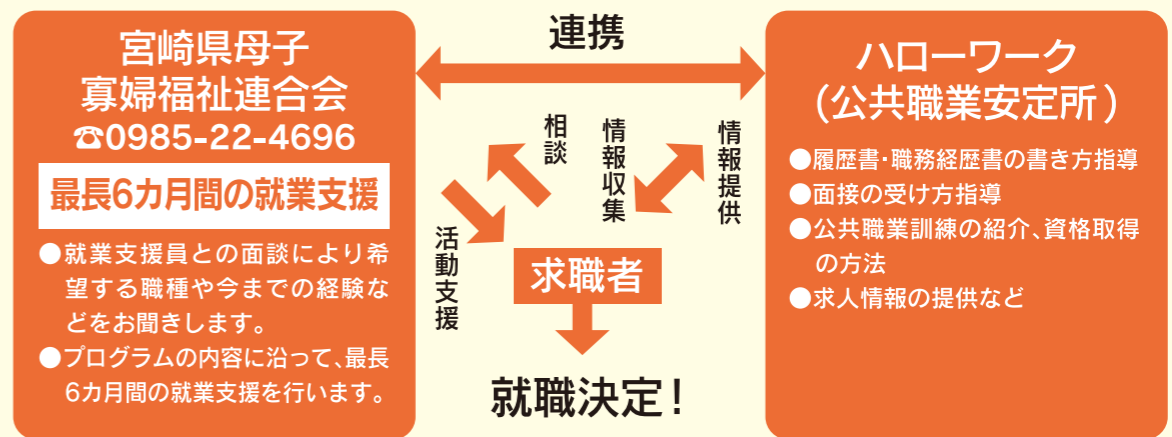 宮崎県母子
寡婦福祉連合会
☎0985-22-4696
最長6カ月間の就業支援
●就業支援員との面談により希
望する職種や今までの経験な
どをお聞きします。
●プログラムの内容に沿って、最長
6カ月間の就業支援を行います。
連携
相談
情報収集
情報提供
活動支援
求職者
就職決定！
ハローワーク
（公共職業安定所）
●履歴書・職務経歴書の書き方指導
●面接の受け方指導
●公共職業訓練の紹介、資格取得
の方法
●求人情報の提供など